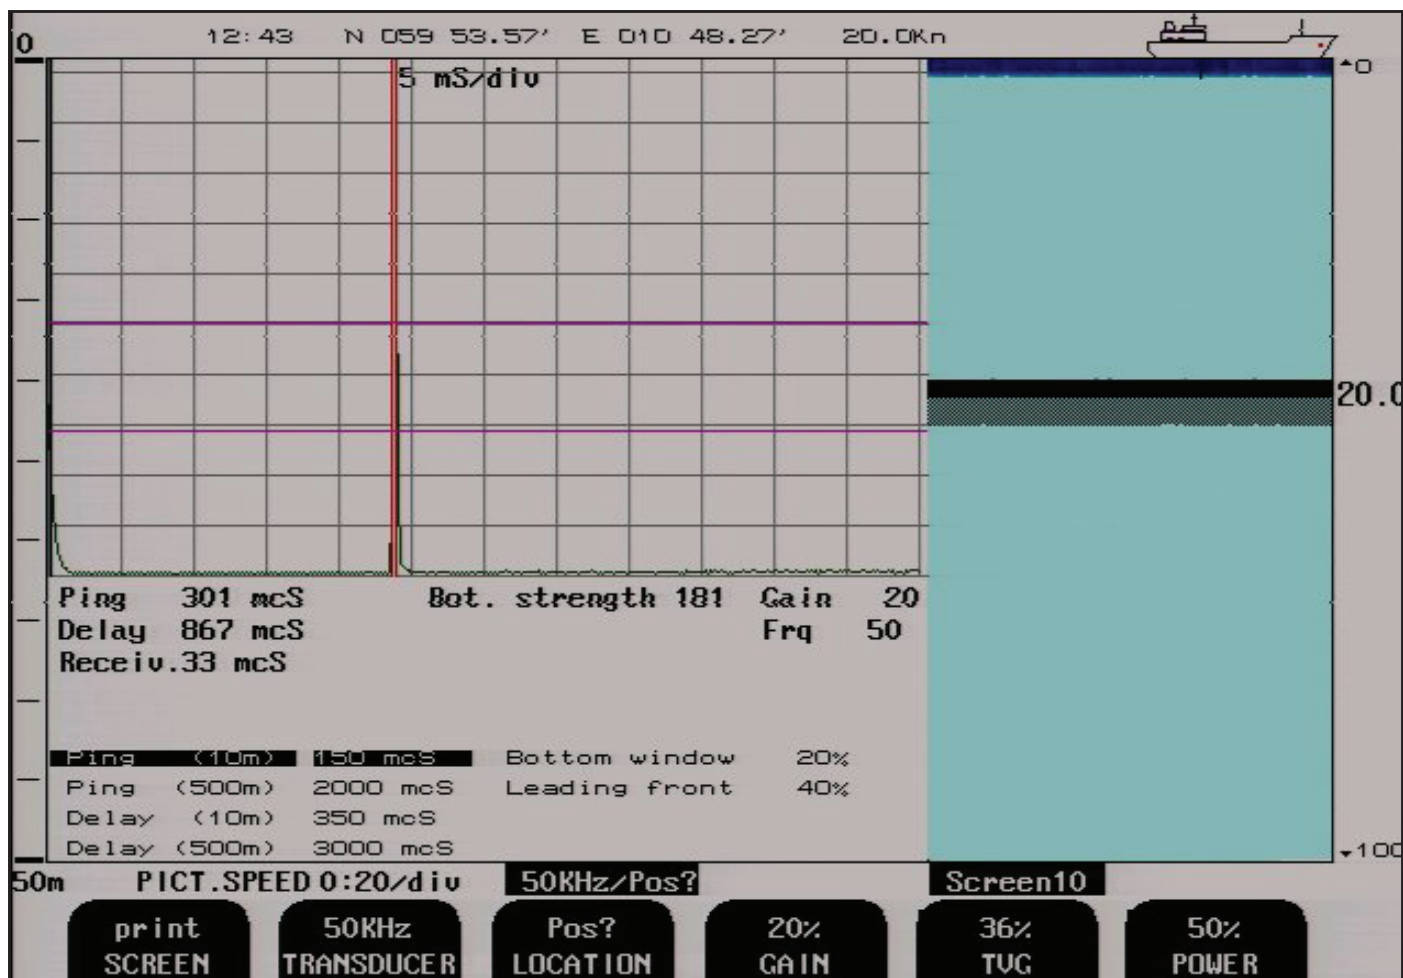 0 12:43 N 059 53.57' E 010 48.27' 20.0Kn
5 mS/div
0
20.0
Ping 301 mcS Bot. strength 181 Gain 20
Delay 867 mcS Frq 50
Receiv.33 mcS
Ping (10m) 150 mcS Bottom window 20%
Ping (500m) 2000 mcS Leading front 40%
Delay (10m) 350 mcS
Delay (500m) 3000 mcS
100
50m PICT.SPEED 0:20/div 50KHz/Pos? Screen10
print 50KHz Pos? 20% 36% 50%
SCREEN TRANSDUCER LOCATION GAIN TVG POWER